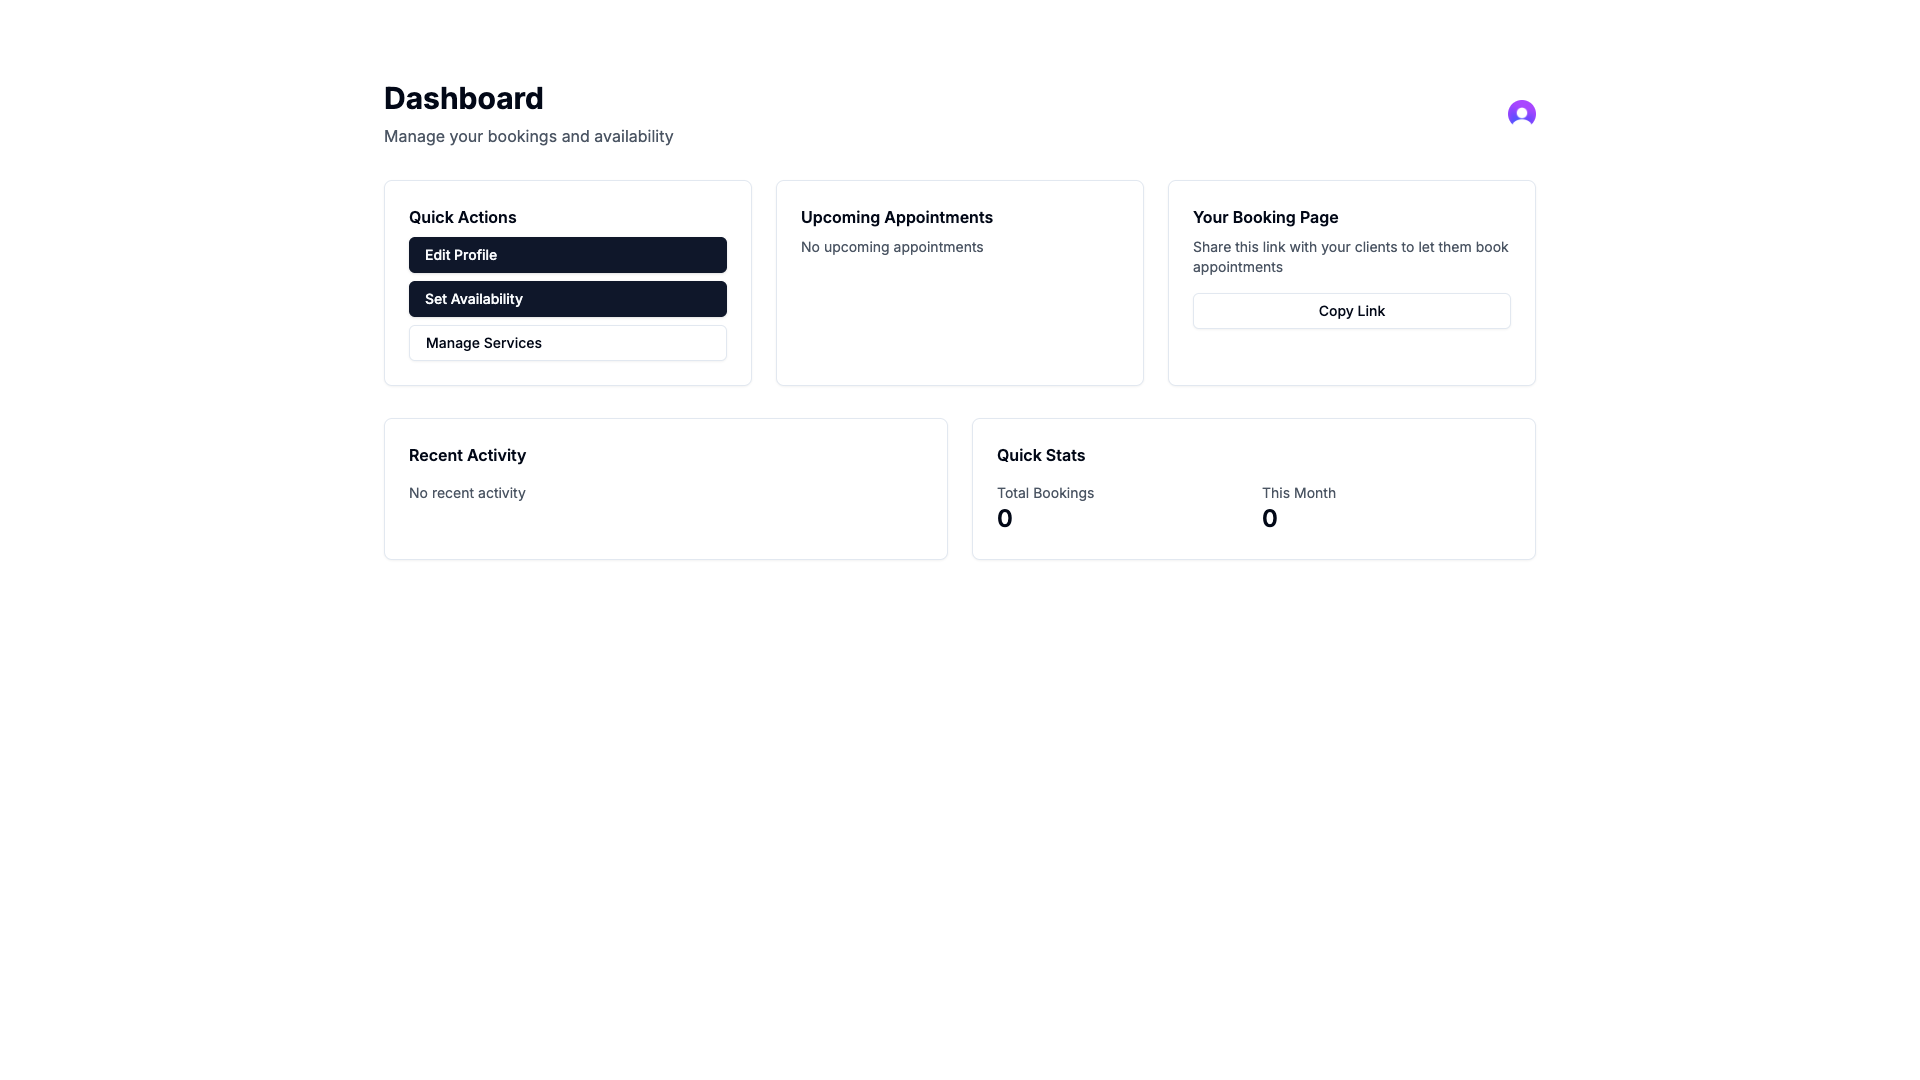 Dashboard
Manage your bookings and availability
Quick Actions
Edit Profile
Set Availability
Manage Services
Upcoming Appointments
No upcoming appointments
Your Booking Page
Share this link with your clients to let them book
appointments
Copy Link
Recent Activity
No recent activity
Quick Stats
Total Bookings
0
This Month
0